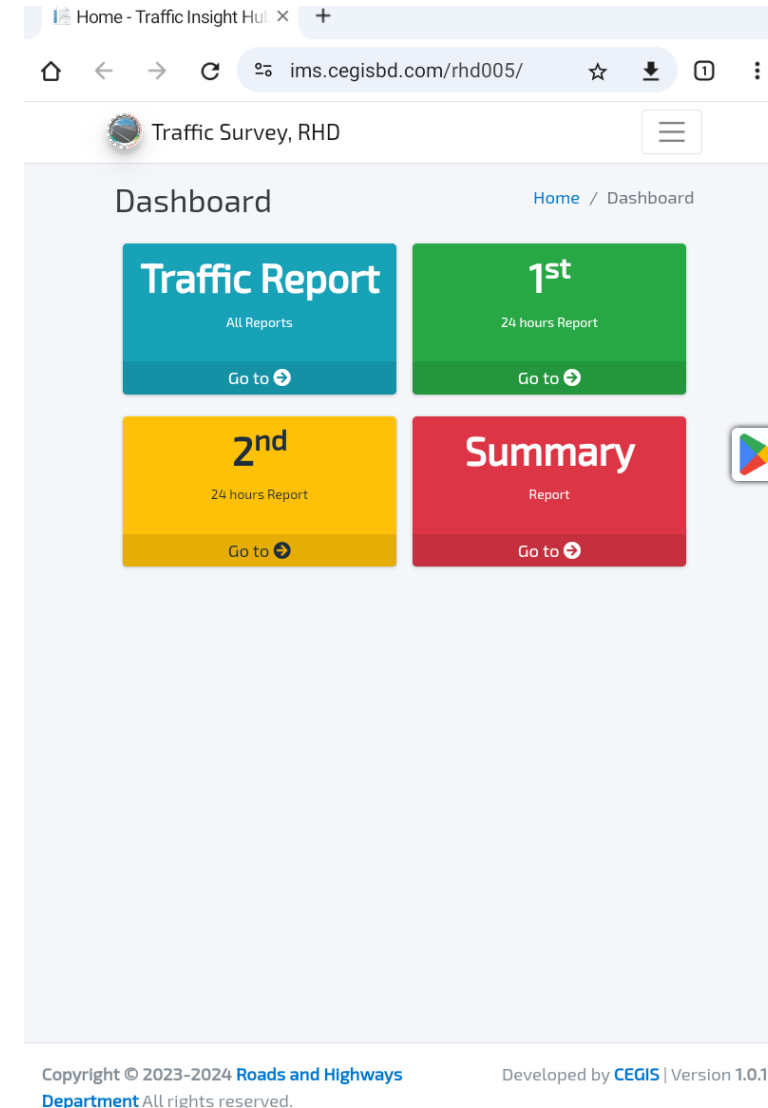 Home - Traffic Insight Hu
ims.cegisbd.com/rhd005/
1
Traffic Survey, RHD
Dashboard
Home / Dashboard
Traffic Report
All Reports
Go to
1st
24 hours Report
Go to
2nd
24 hours Report
Go to
Summary
Report
Go to
Copyright © 2023-2024 Roads and Highways
Department All rights reserved.
Developed by CEGIS | Version 1.0.1